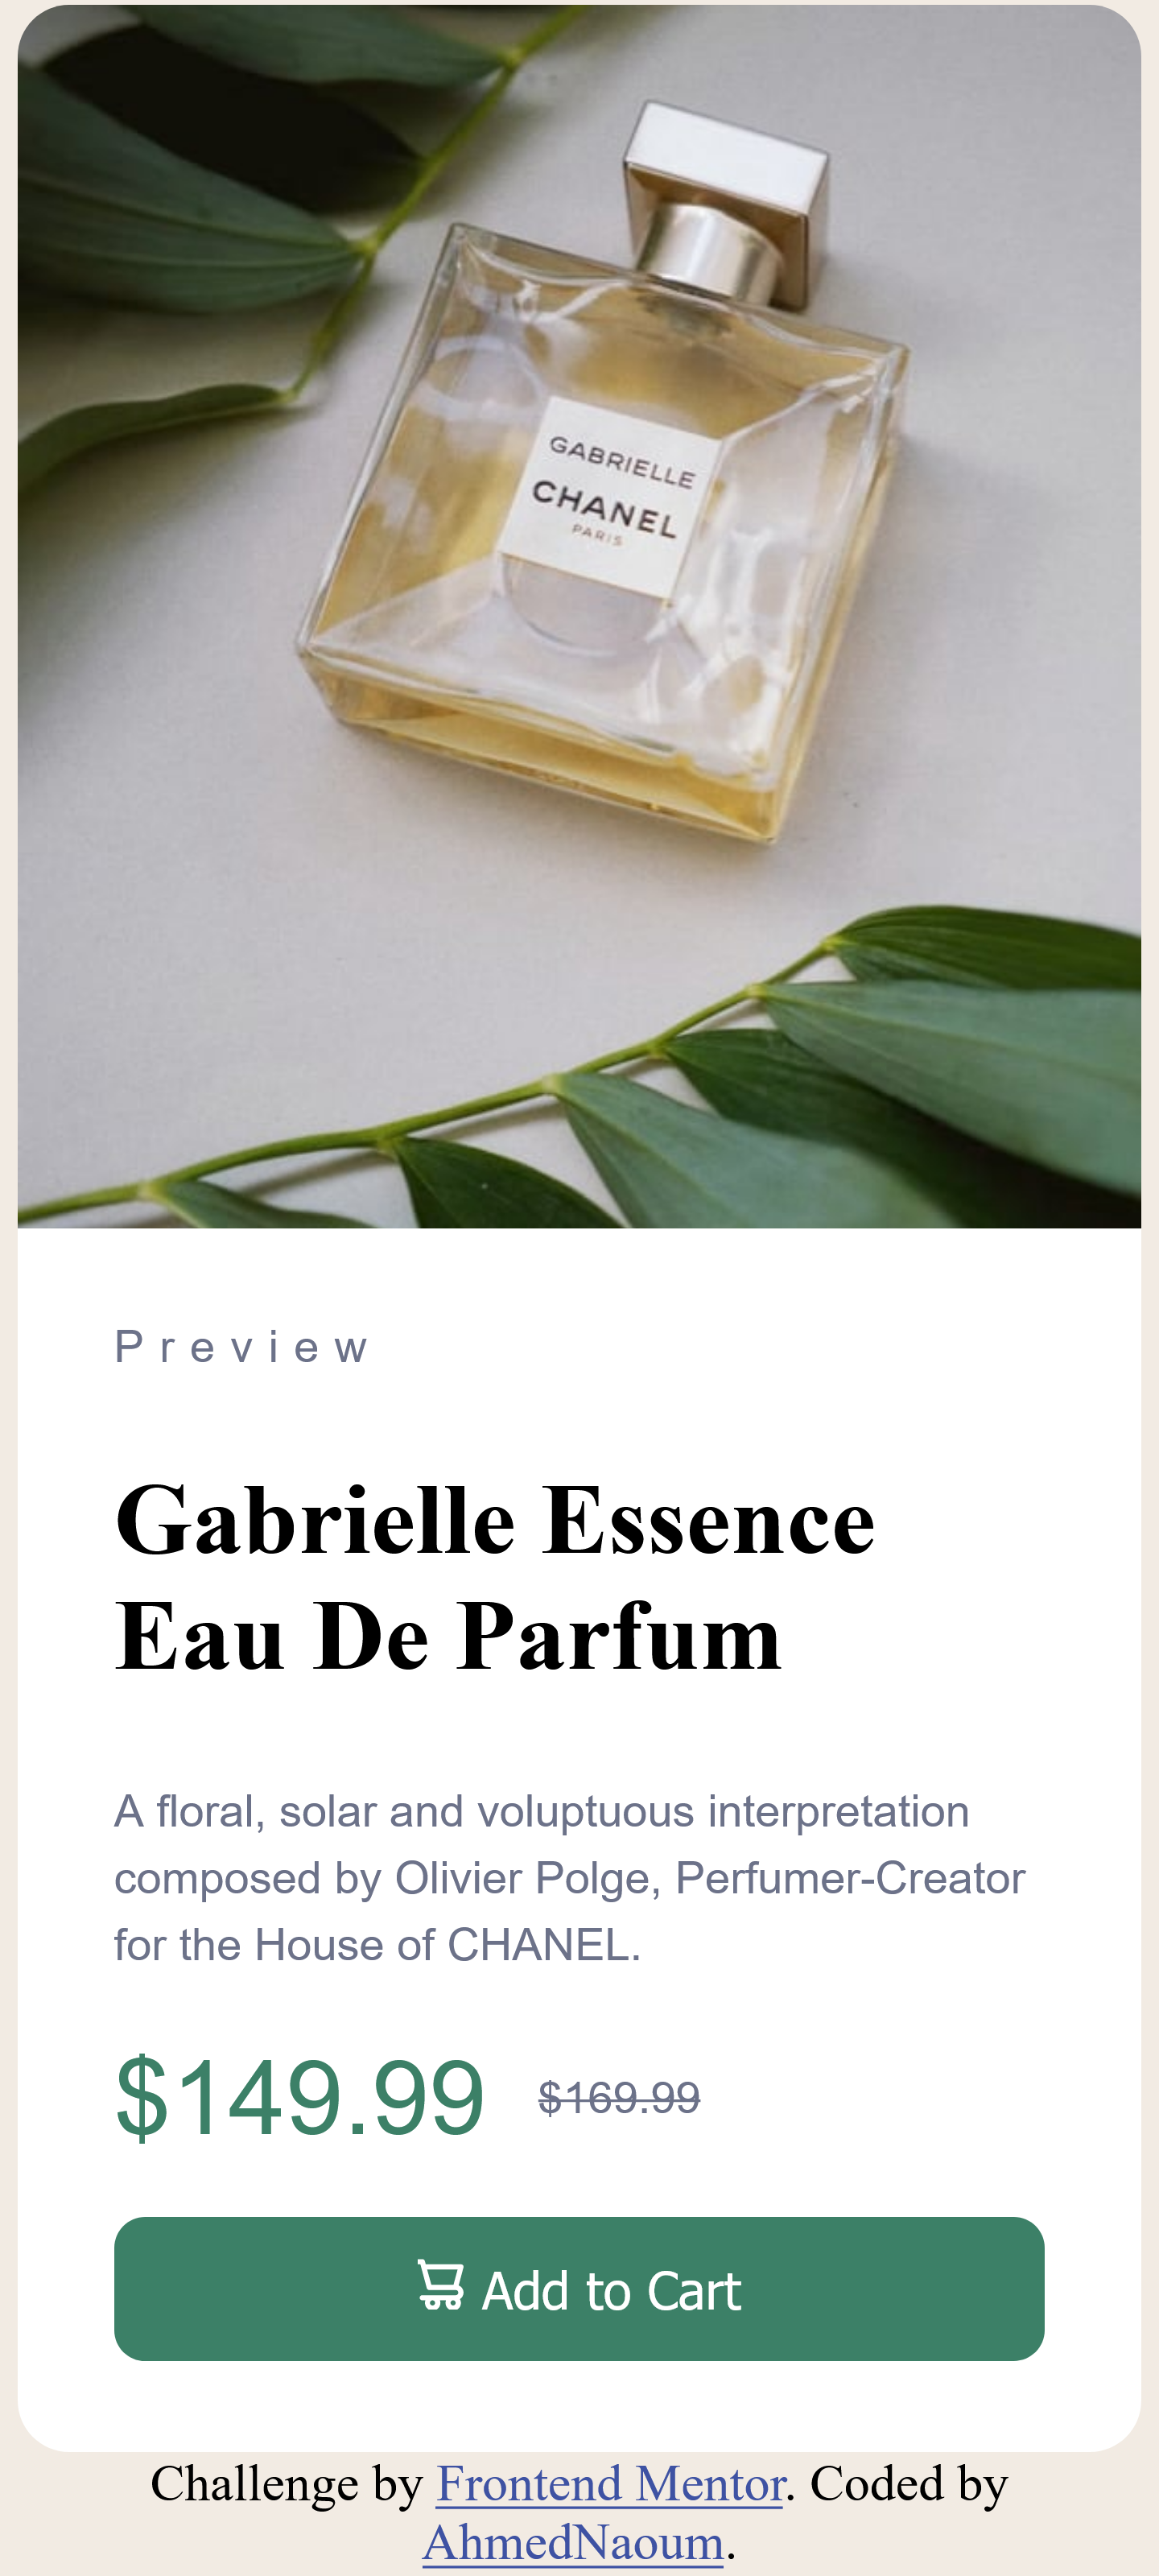 GABRIELLE
CHANEL
PARIS
Preview
Gabrielle Essence
Eau De Parfum
A floral, solar and voluptuous interpretation
composed by Olivier Polge, Perfumer-Creator
for the House of CHANEL.
$149.99 $169.99
Add to Cart
Challenge by Frontend Mentor. Coded by
AhmedNaoum.